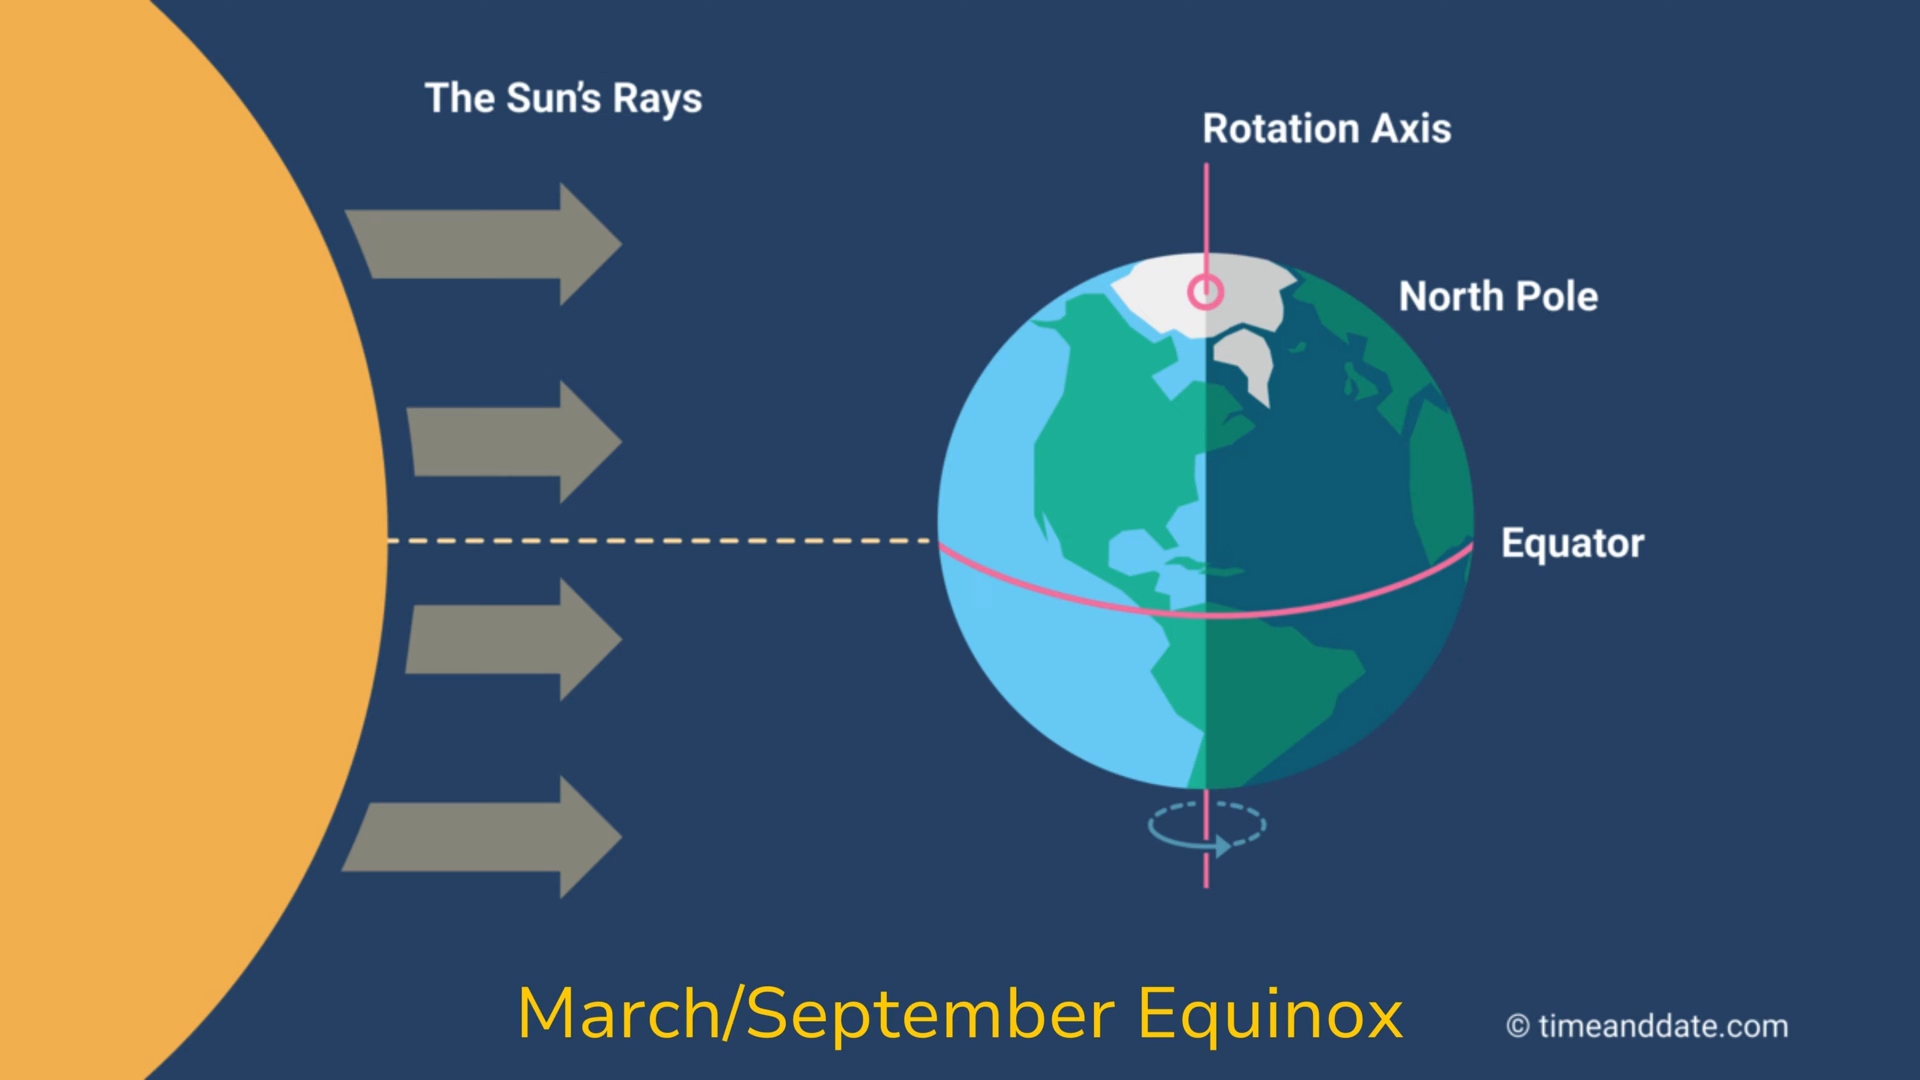 The Sun’s Rays
Rotation Axis
North Pole
Equator
March/September Equinox
© timeanddate.com